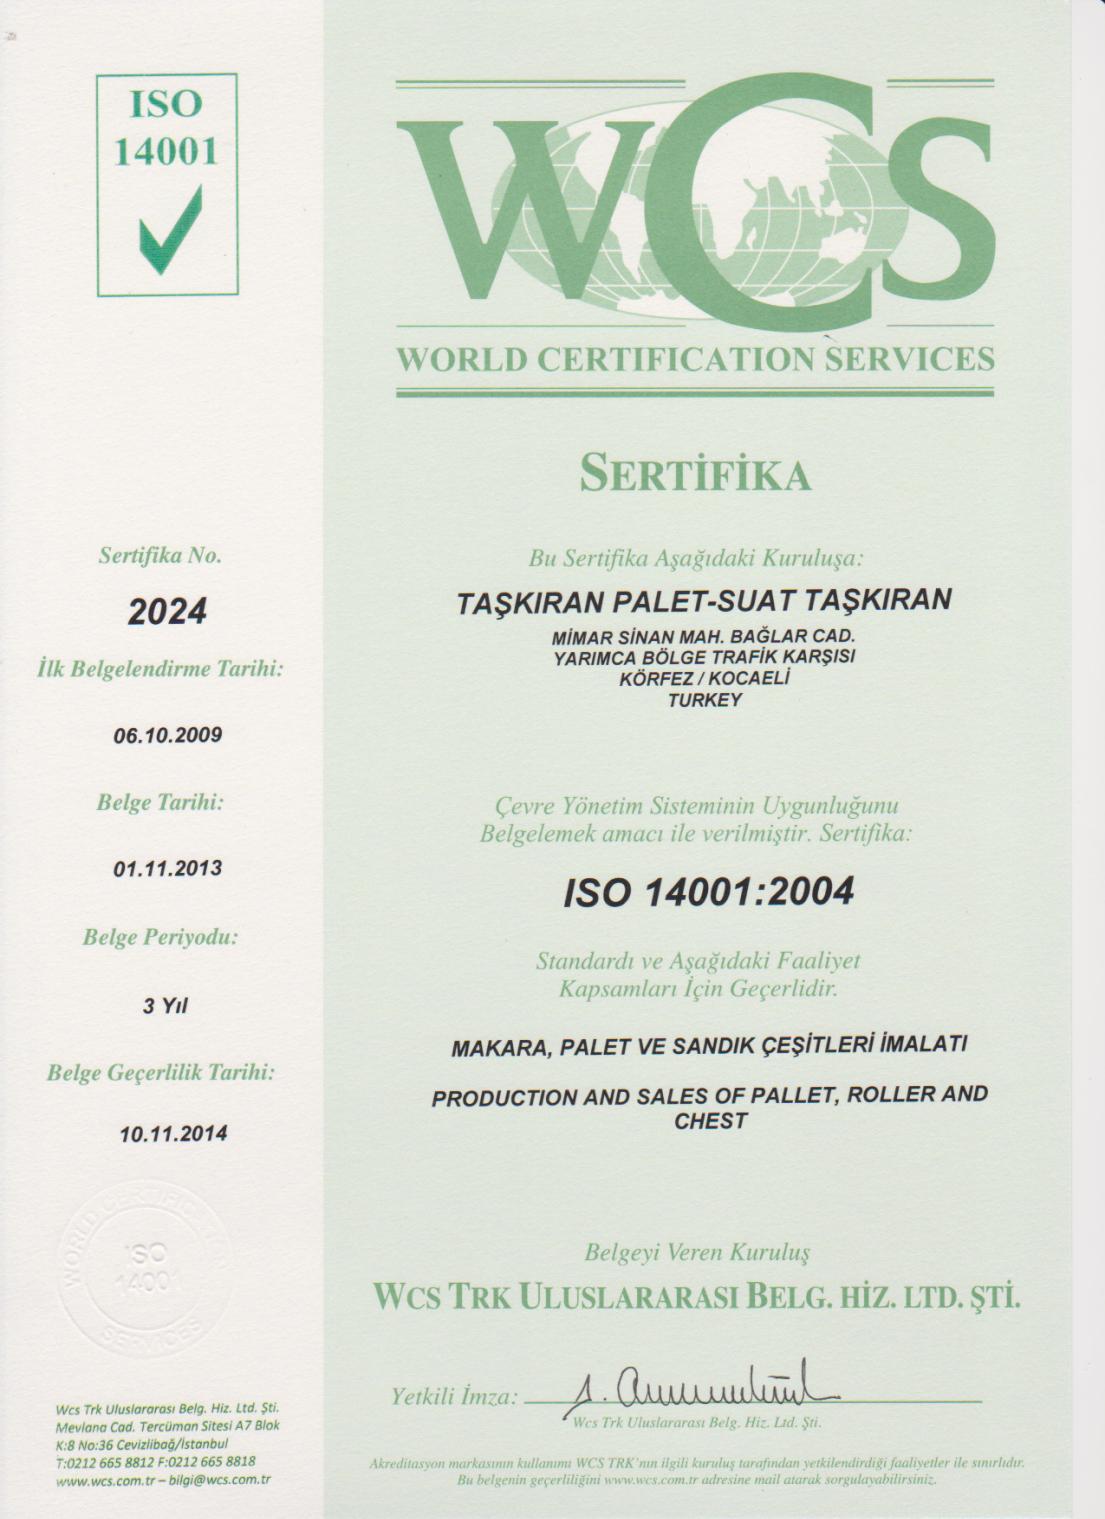 ISO
14001
WCS
WORLD CERTIFICATION SERVICES
SERTİFİKA
Sertifika No.
2024
İlk Belgelendirme Tarihi:
06.10.2009
Belge Tarihi:
01.11.2013
Belge Periyodu:
3 Yıl
Belge Geçerlilik Tarihi:
10.11.2014
WORLD CERTIFICATE
ISO
14001
SERVICES
Wcs Trk Uluslararası Belg. Hiz. Ltd. Şti.
Mevlana Cad. Tercüman Sitesi A7 Blok
K:8 No:36 Cevizlibağ/İstanbul
T:0212 665 8812 F:0212 665 8818
www.wcs.com.tr – bilgi@wcs.com.tr
Bu Sertifika Aşağıdaki Kuruluşa:
TAŞKIRAN PALET-SUAT TAŞKIRAN
MİMAR SİNAN MAH. BAĞLAR CAD.
YARIMCA BÖLGE TRAFİK KARŞISI
KÖRFEZ / KOCAELİ
TURKEY
Çevre Yönetim Sisteminin Uygunluğunu
Belgelemek amacı ile verilmiştir. Sertifika:
ISO 14001:2004
Standardı ve Aşağıdaki Faaliyet
Kapsamları İçin Geçerlidir.
MAKARA, PALET VE SANDIK ÇEŞİTLERİ İMALATI
PRODUCTION AND SALES OF PALLET, ROLLER AND
CHEST
Belgeyi Veren Kuruluş
WCS TRK ULUSLARARASI BELG. HİZ. LTD. ŞTİ.
Yetkili İmza:
Wcs Trk Uluslararası Belg. Hiz. Ltd. Şti.
Akreditasyon markasının kullanımı WCS TRK'nın ilgili kuruluş tarafından yetkilendirdiği faaliyetler ile sınırlıdır.
Bu belgenin geçerliliğini www.wcs.com.tr adresine mail atarak sorgulayabilirsiniz.